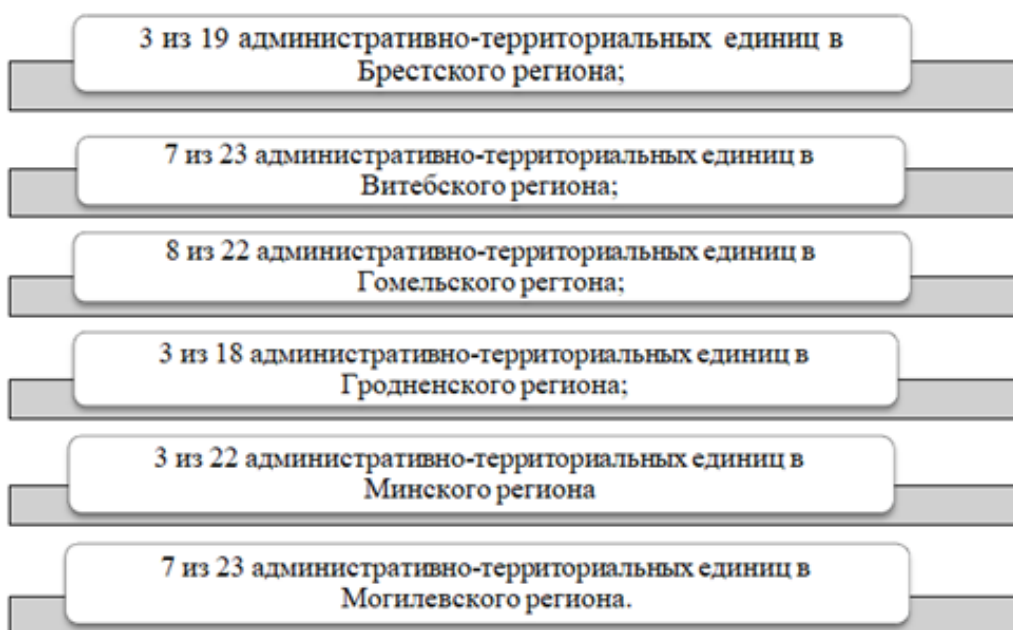 3 из 19 административно-территориальных единиц в
Брестского региона;
7 из 23 административно-территориальных единиц в
Витебского региона;
8 из 22 административно-территориальных единиц в
Гомельского регтона;
3 из 18 административно-территориальных единиц в
Гродненского региона;
3 из 22 административно-территориальных единиц в
Минского региона
7 из 23 административно-территориальных единиц в
Могилевского региона.